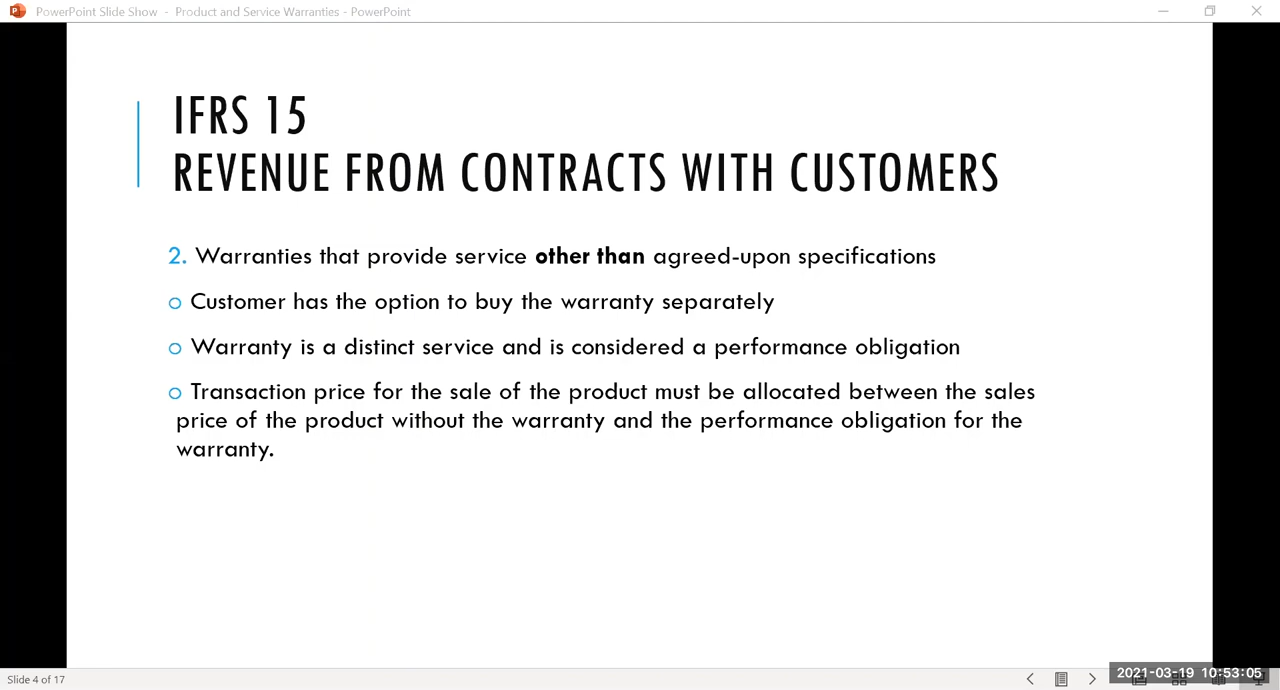 PowerPoint Slide Show - Product and Service Warranties - PowerPoint
IFRS 15
REVENUE FROM CONTRACTS WITH CUSTOMERS
2. Warranties that provide service other than agreed-upon specifications
o Customer has the option to buy the warranty separately
o Warranty is a distinct service and is considered a performance obligation
o Transaction price for the sale of the product must be allocated between the sales
price of the product without the warranty and the performance obligation for the
warranty.
Slide 4 of 17
2021-03-19 10:53:05